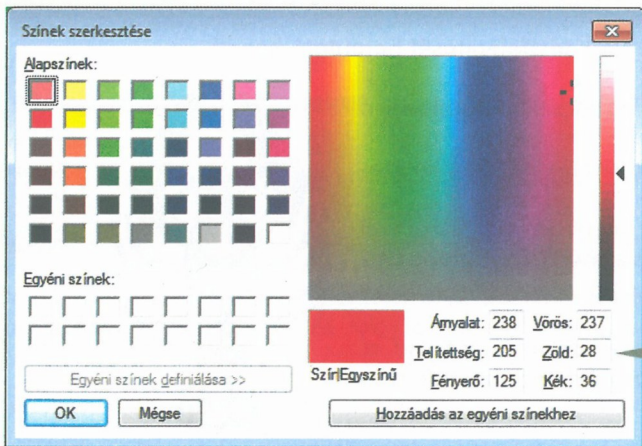 Színek szerkesztése
Alapszínek:
Egyéni színek:
Egyéni színek definiálása >>
OK
Mégse
Szín|Egyszínű
Árnyalat: 238
Telítettség: 205
Fényerő: 125
Vörös: 237
Zöld: 28
Kék: 36
Hozzáadás az egyéni színekhez